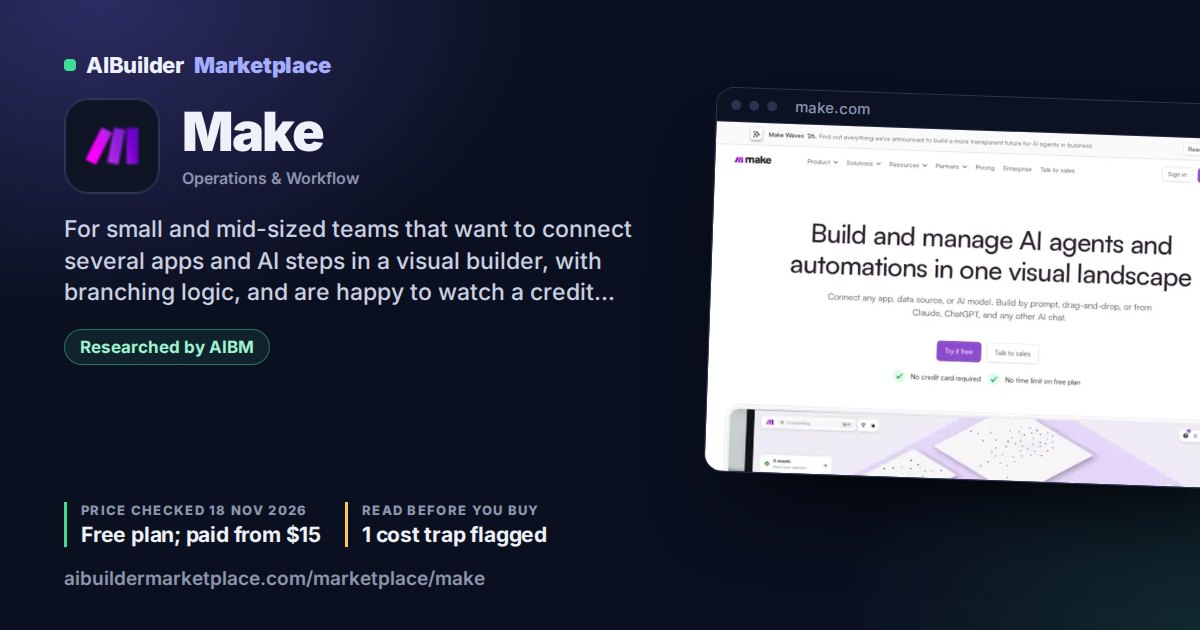 AIBuilder Marketplace
Make
Operations & Workflow
For small and mid-sized teams that want to connect
several apps and AI steps in a visual builder, with
branching logic, and are happy to watch a credit...
Researched by AIBM
PRICE CHECKED 18 NOV 2026
Free plan; paid from $15
READ BEFORE YOU BUY
1 cost trap flagged
aibuildermarketplace.com/marketplace/make
make.com
Make Waves '26. Find out everything we've announced to build a more transparent future for AI agents in business
make
Product
Solutions
Resources
Partners
Pricing
Enterprise
Talk to sales
Sign in
Build and manage AI agents and
automations in one visual landscape
Connect any app, data source, or AI model. Build by prompt, drag-and-drop, or from
Claude, ChatGPT, and any other AI chat.
Try it free
Talk to sales
No credit card required
No time limit on free plan